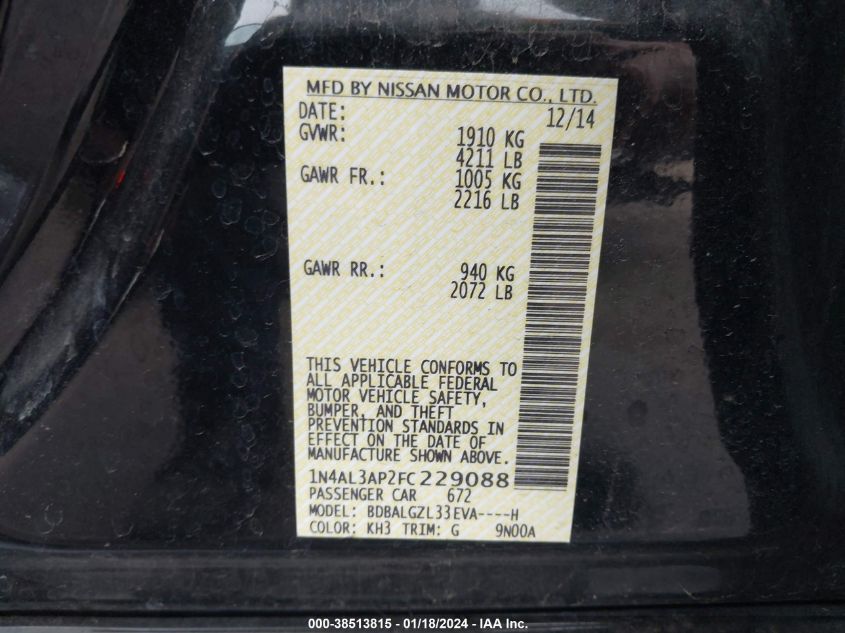 MFD BY NISSAN MOTOR CO., LTD.
DATE: 12/14
GVWR: 1910 KG
4211 LB
GAWR FR.: 1005 KG
2216 LB
GAWR RR.: 940 KG
2072 LB
THIS VEHICLE CONFORMS TO
ALL APPLICABLE FEDERAL
MOTOR VEHICLE SAFETY,
BUMPER, AND THEFT
PREVENTION STANDARDS IN
EFFECT ON THE DATE OF
MANUFACTURE SHOWN ABOVE.
1N4AL3AP2FC229088
PASSENGER CAR 672
MODEL: BDBALGZL33EVA----H
COLOR: KH3 TRIM: G 9N00A
000-38513815 - 01/18/2024 - IAA Inc.